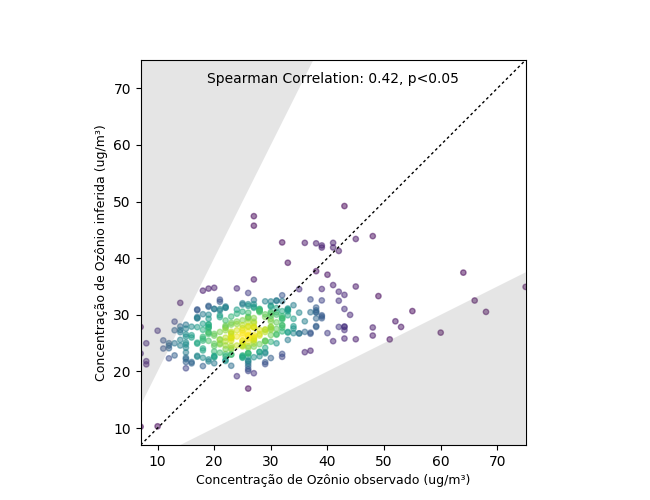 Spearman Correlation: 0.42, p<0.05
70
60
50
40
30
20
10
Concentração de Ozônio inferida (ug/m³)
10 20 30 40 50 60 70
Concentração de Ozônio observado (ug/m³)